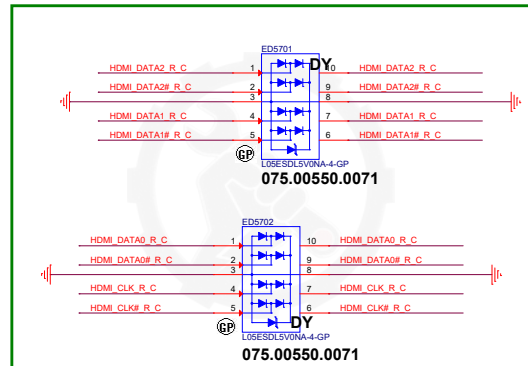 ED5701
DY
HDMI_DATA2_R_C 1 10 HDMI_DATA2_R_C
HDMI_DATA2#_R_C 2 9 HDMI_DATA2#_R_C
3 8
HDMI_DATA1_R_C 4 7 HDMI_DATA1_R_C
HDMI_DATA1#_R_C 5 6 HDMI_DATA1#_R_C
GP
L05ESDL5V0NA-4-GP
075.00550.0071
ED5702
HDMI_DATA0_R_C 1 10 HDMI_DATA0_R_C
HDMI_DATA0#_R_C 2 9 HDMI_DATA0#_R_C
3 8
HDMI_CLK_R_C 4 7 HDMI_CLK_R_C
HDMI_CLK#_R_C 5 6 HDMI_CLK#_R_C
GP DY
L05ESDL5V0NA-4-GP
075.00550.0071